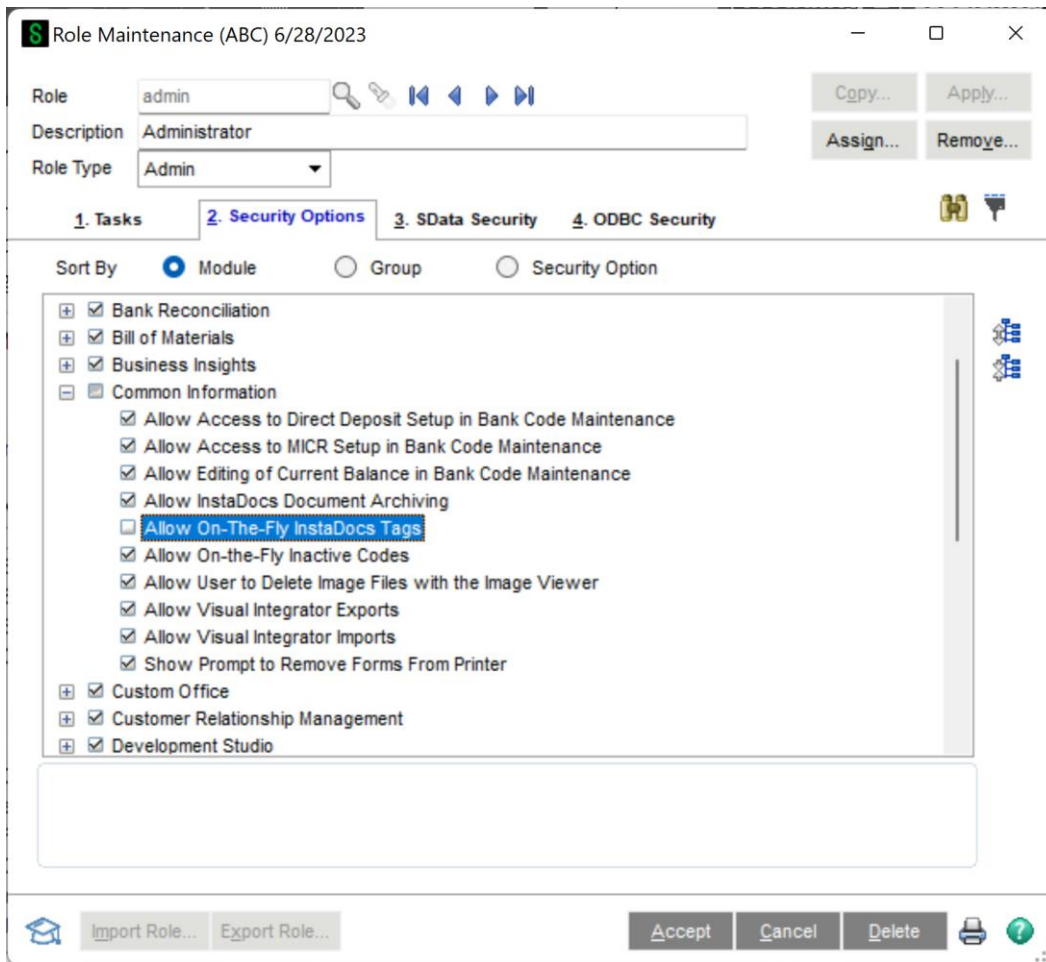 S Role Maintenance (ABC) 6/28/2023
Role admin Copy... Apply...
Description Administrator Assign... Remove...
Role Type Admin
1. Tasks 2. Security Options 3. SData Security 4. ODBC Security
Sort By Module Group Security Option
Bank Reconciliation
Bill of Materials
Business Insights
Common Information
Allow Access to Direct Deposit Setup in Bank Code Maintenance
Allow Access to MICR Setup in Bank Code Maintenance
Allow Editing of Current Balance in Bank Code Maintenance
Allow InstaDocs Document Archiving
Allow On-The-Fly InstaDocs Tags
Allow On-the-Fly Inactive Codes
Allow User to Delete Image Files with the Image Viewer
Allow Visual Integrator Exports
Allow Visual Integrator Imports
Show Prompt to Remove Forms From Printer
Custom Office
Customer Relationship Management
Development Studio
Import Role... Export Role... Accept Cancel Delete ?